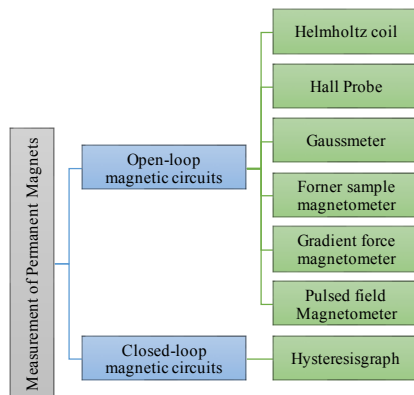 Measurement of Permanent Magnets
Open-loop
magnetic circuits
Closed-loop
magnetic circuits
Helmholtz coil
Hall Probe
Gaussmeter
Forner sample
magnetometer
Gradient force
magnetometer
Pulsed field
Magnetometer
Hysteresisgraph